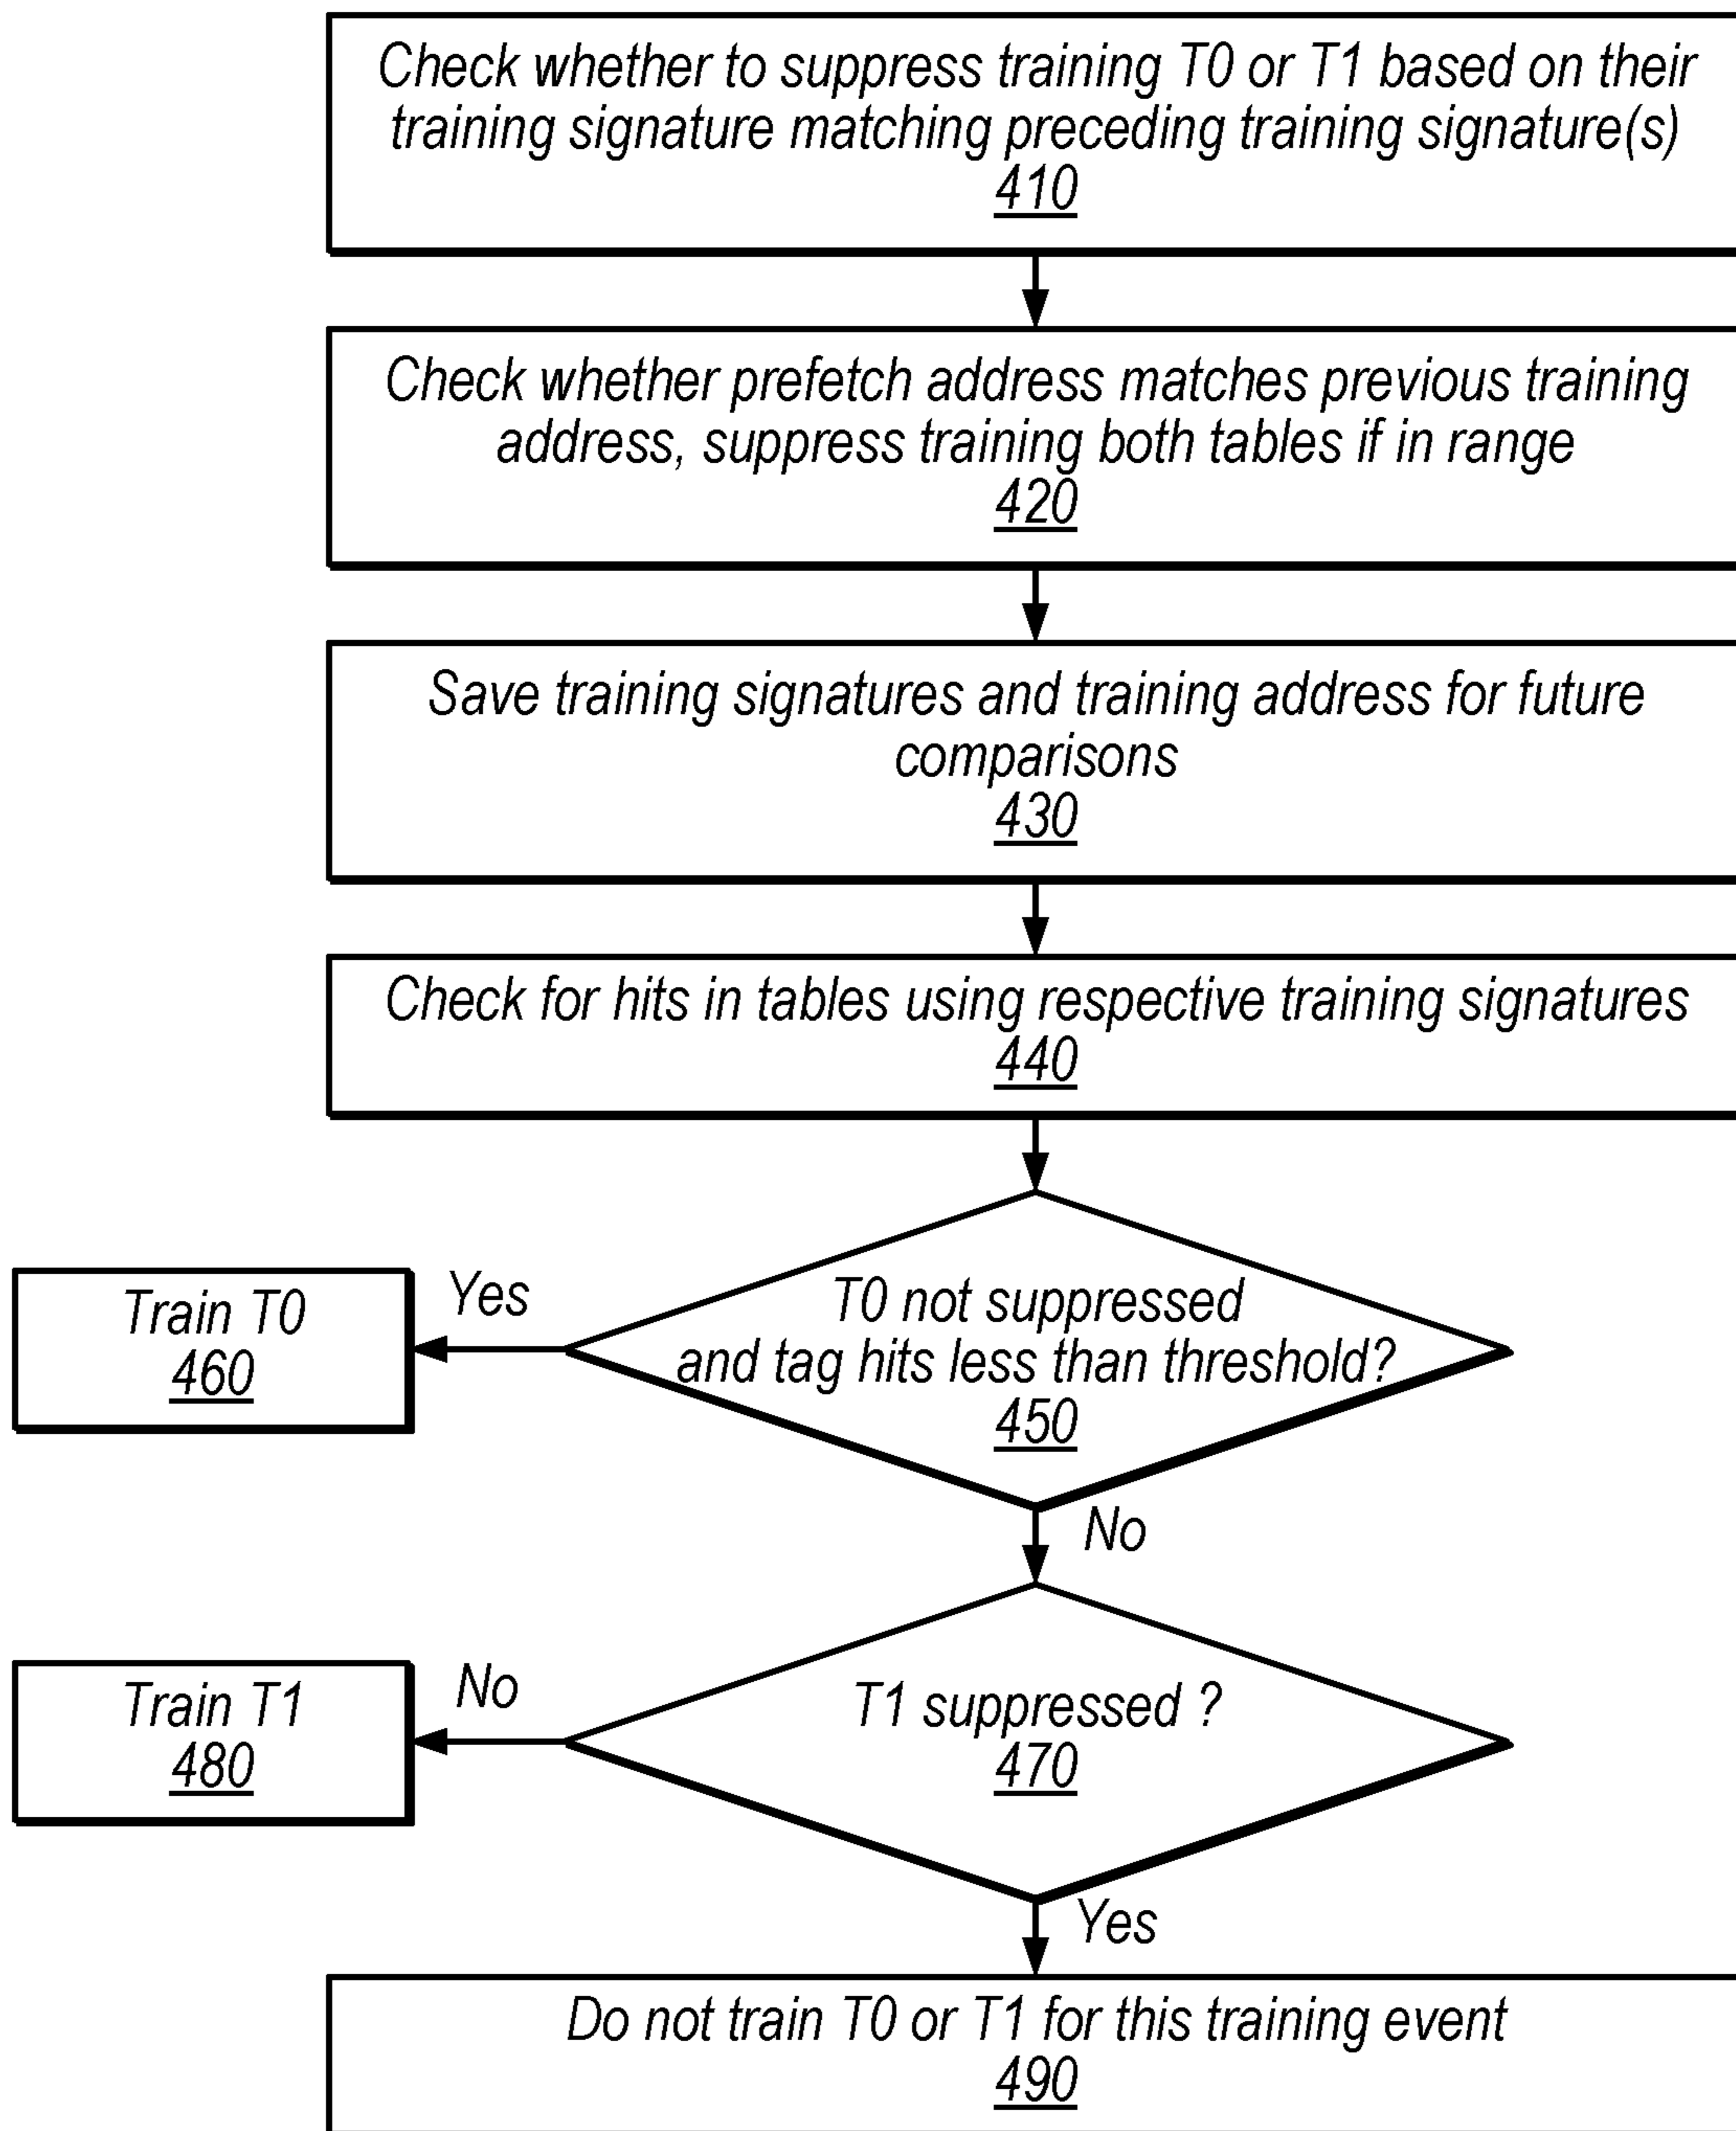 Check whether to suppress training T0 or T1 based on their
training signature matching preceding training signature(s)
410
Check whether prefetch address matches previous training
address, suppress training both tables if in range
420
Save training signatures and training address for future
comparisons
430
Check for hits in tables using respective training signatures
440
T0 not suppressed
and tag hits less than threshold?
450
Yes
Train T0
460
No
T1 suppressed ?
470
No
Train T1
480
Yes
Do not train T0 or T1 for this training event
490